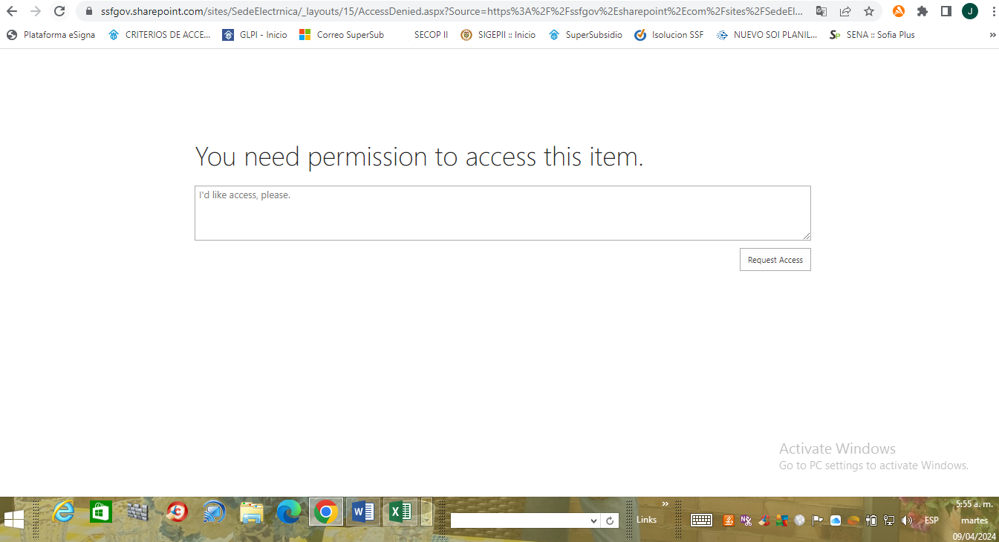 ssfgov.sharepoint.com/sites/SedeElectrnica/_layouts/15/AccessDenied.aspx?Source=https%3A%2F%2Fssfgov%2Esharepoint%2Ecom%2Fsites%2FSedeEl...
Plataforma eSigna CRITERIOS DE ACCE... GLPI - Inicio Correo SuperSub SECOP II SIGEPII :: Inicio SuperSubsidio Isolucion SSF NUEVO SOI PLANIL... SENA :: Sofia Plus »
You need permission to access this item.
I'd like access, please.
Request Access
Activate Windows
Go to PC settings to activate Windows.
Links
ESP
5:55 a. m.
martes
09/04/2024